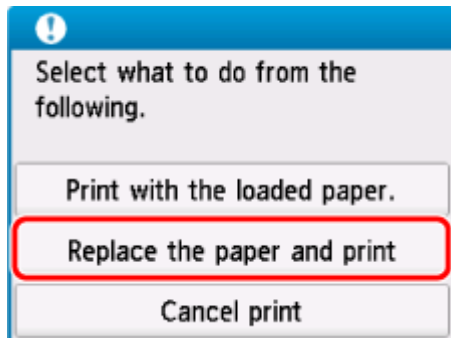 Select what to do from the
following.
Print with the loaded paper.
Replace the paper and print
Cancel print